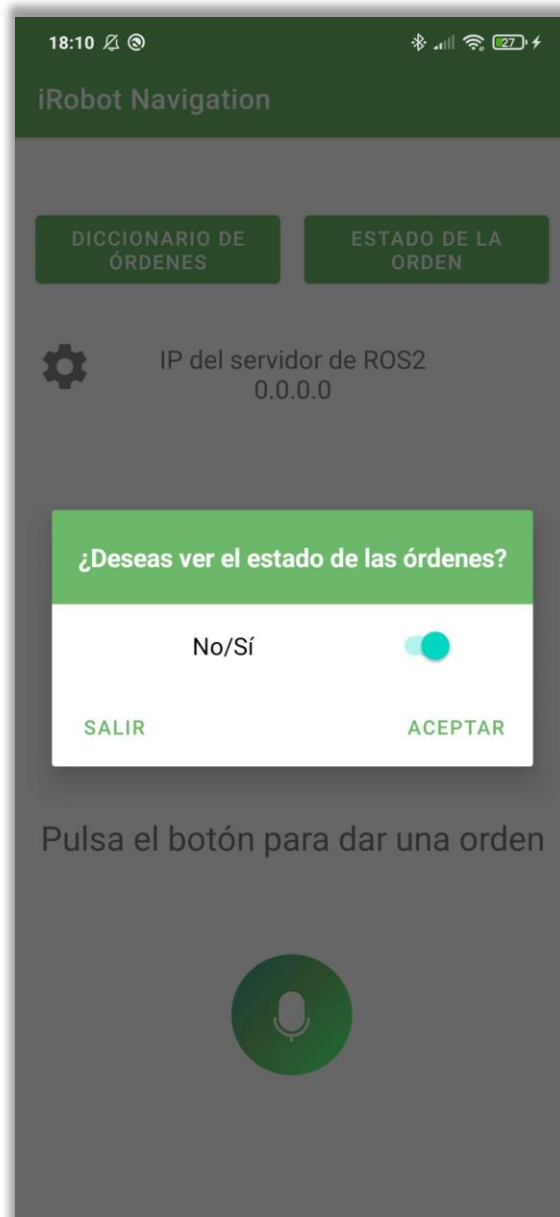 18:10
27
iRobot Navigation
DICCIONARIO DE
ÓRDENES
ESTADO DE LA
ORDEN
IP del servidor de ROS2
0.0.0.0
¿Deseas ver el estado de las órdenes?
No/Sí
SALIR
ACEPTAR
Pulsa el botón para dar una orden